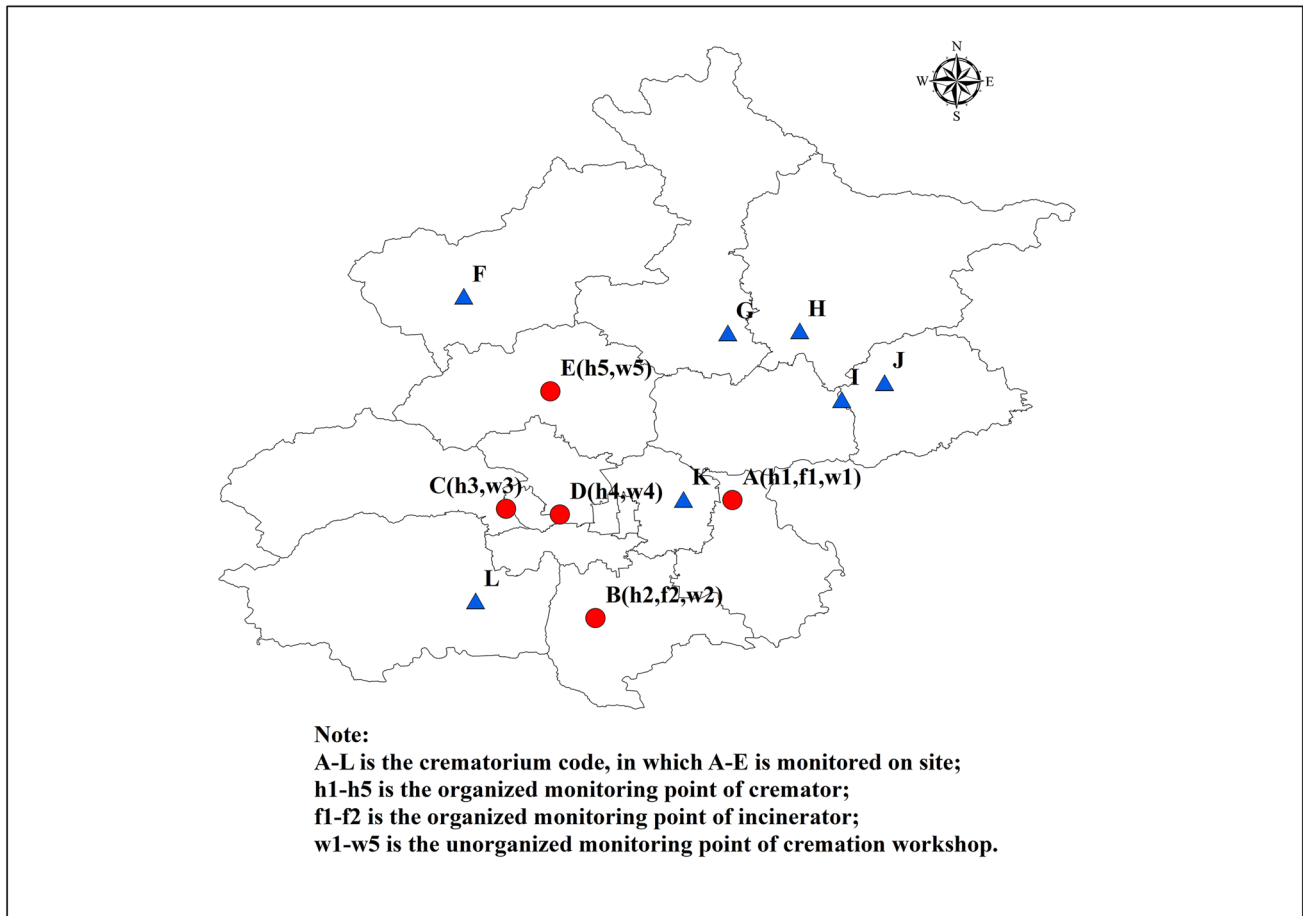 N
W E
S
F
G H
J
E(h5,w5) I
K A(h1,f1,w1)
C(h3,w3) D(h4,w4)
L
B(h2,f2,w2)
Note:
A-L is the crematorium code, in which A-E is monitored on site;
h1-h5 is the organized monitoring point of cremator;
f1-f2 is the organized monitoring point of incinerator;
w1-w5 is the unorganized monitoring point of cremation workshop.